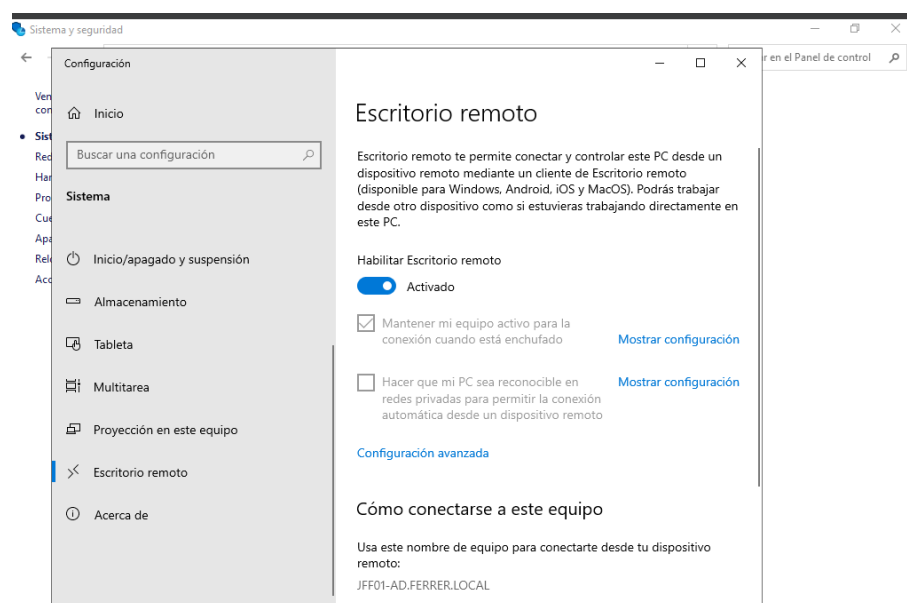 Sistema y seguridad
Configuración
r en el Panel de control
Inicio
Buscar una configuración
Sistema
Inicio/apagado y suspensión
Almacenamiento
Tableta
Multitarea
Proyección en este equipo
Escritorio remoto
Acerca de
Escritorio remoto
Escritorio remoto te permite conectar y controlar este PC desde un
dispositivo remoto mediante un cliente de Escritorio remoto
(disponible para Windows, Android, iOS y MacOS). Podrás trabajar
desde otro dispositivo como si estuvieras trabajando directamente en
este PC.
Habilitar Escritorio remoto
Activado
Mantener mi equipo activo para la
conexión cuando está enchufado
Mostrar configuración
Hacer que mi PC sea reconocible en
redes privadas para permitir la conexión
automática desde un dispositivo remoto
Mostrar configuración
Configuración avanzada
Cómo conectarse a este equipo
Usa este nombre de equipo para conectarte desde tu dispositivo
remoto:
JFF01-AD.FERRER.LOCAL